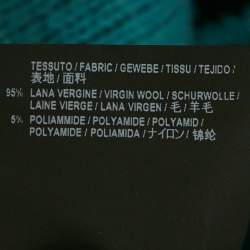 TESSUTO / FABRIC / GEWEBE / TISSU / TEJIDO /
表地 / 面料
95% LANA VERGINE / VIRGIN WOOL / SCHURWOLLE /
LAINE VIERGE / LANA VIRGEN / 毛 / 羊毛
5% POLIAMMIDE / POLYAMIDE / POLYAMID /
POLYAMIDE / POLIAMIDA / ナイロン / 锦纶